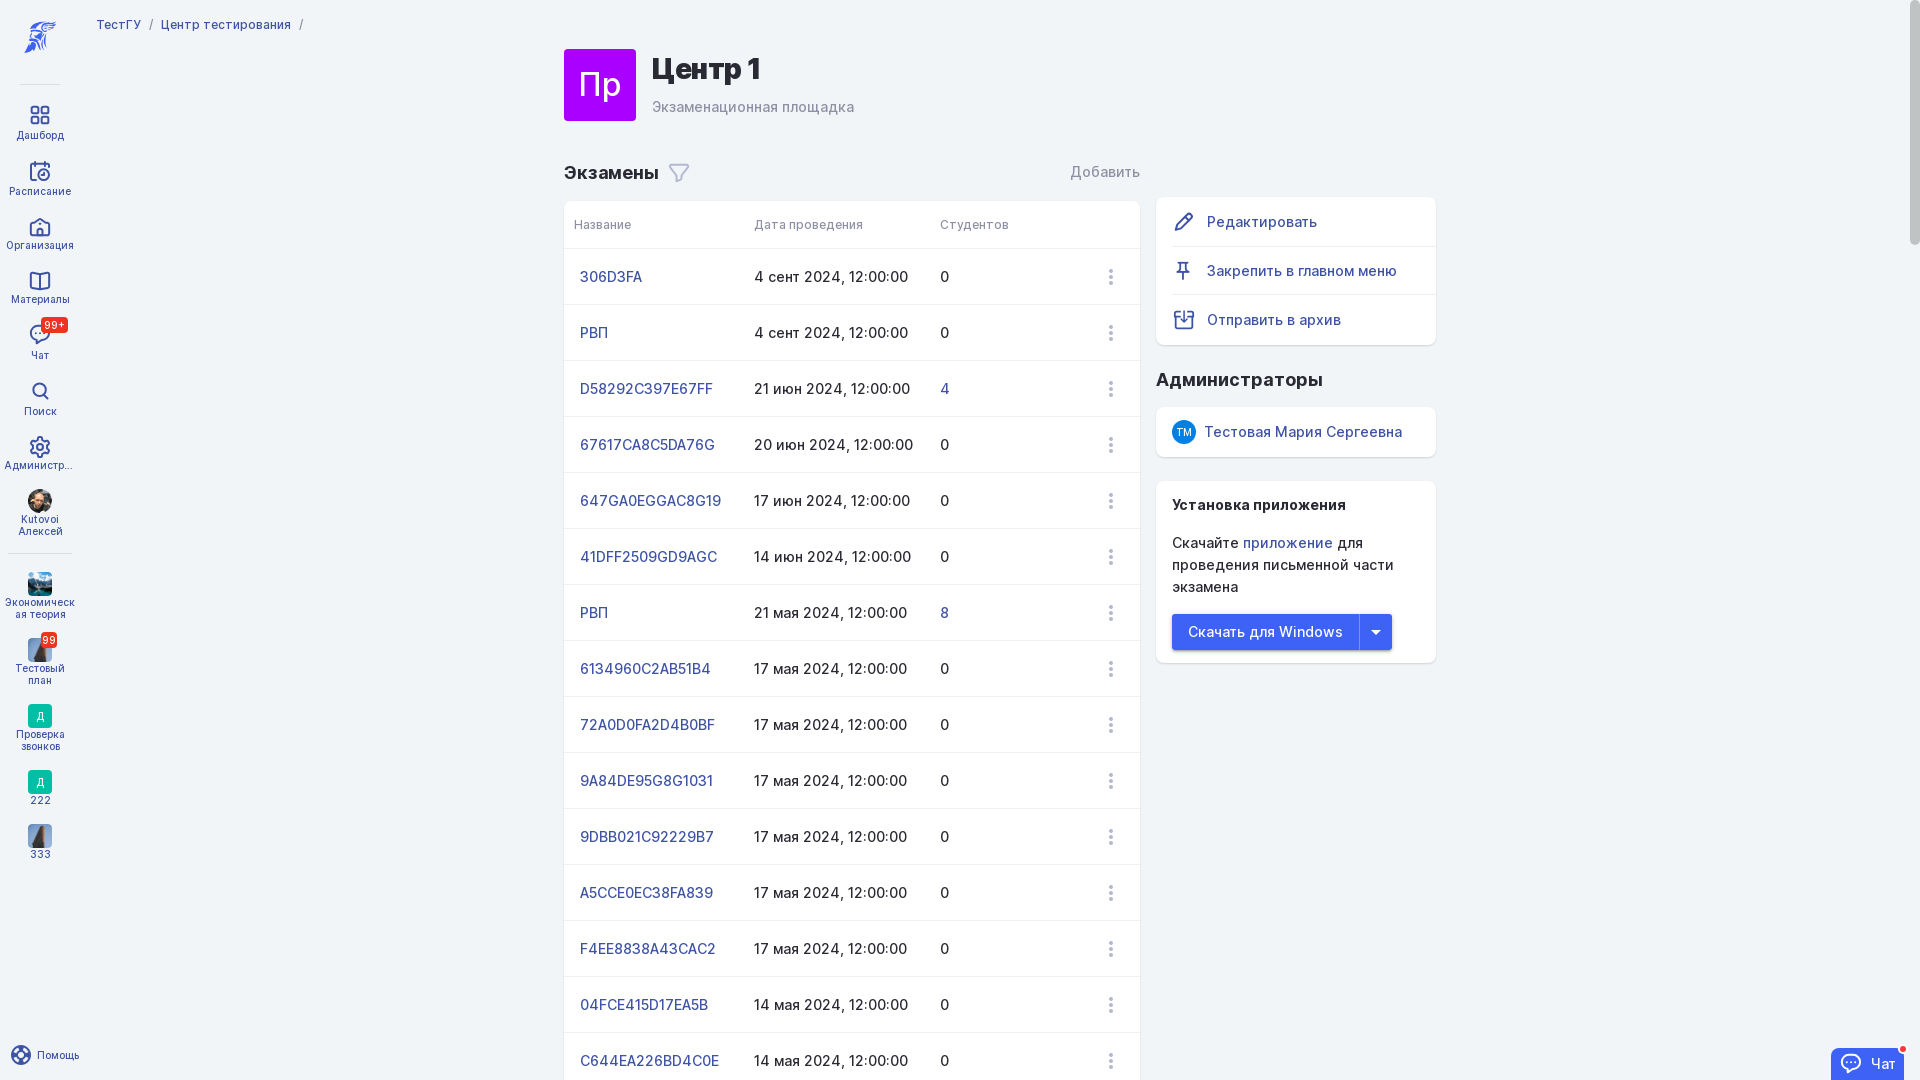 ТестГУ / Центр тестирования /
Дашборд
Расписание
Организация
Материалы
99+
Чат
Поиск
Администр...
Kutovoi
Алексей
Экономическ
ая теория
99
Тестовый
план
Д
Проверка
звонков
Д
222
333
Помощь
Пр
Центр 1
Экзаменационная площадка
Экзамены
Добавить
Название Дата проведения Студентов
306D3FA 4 сент 2024, 12:00:00 0
РВП 4 сент 2024, 12:00:00 0
D58292C397E67FF 21 июн 2024, 12:00:00 4
67617CA8C5DA76G 20 июн 2024, 12:00:00 0
647GA0EGGAC8G19 17 июн 2024, 12:00:00 0
41DFF2509GD9AGC 14 июн 2024, 12:00:00 0
РВП 21 мая 2024, 12:00:00 8
6134960C2AB51B4 17 мая 2024, 12:00:00 0
72A0D0FA2D4B0BF 17 мая 2024, 12:00:00 0
9A84DE95G8G1031 17 мая 2024, 12:00:00 0
9DBB021C92229B7 17 мая 2024, 12:00:00 0
A5CCE0EC38FA839 17 мая 2024, 12:00:00 0
F4EE8838A43CAC2 17 мая 2024, 12:00:00 0
04FCE415D17EA5B 14 мая 2024, 12:00:00 0
C644EA226BD4C0E 14 мая 2024, 12:00:00 0
Редактировать
Закрепить в главном меню
Отправить в архив
Администраторы
ТМ Тестовая Мария Сергеевна
Установка приложения
Скачайте приложение для
проведения письменной части
экзамена
Скачать для Windows
Чат